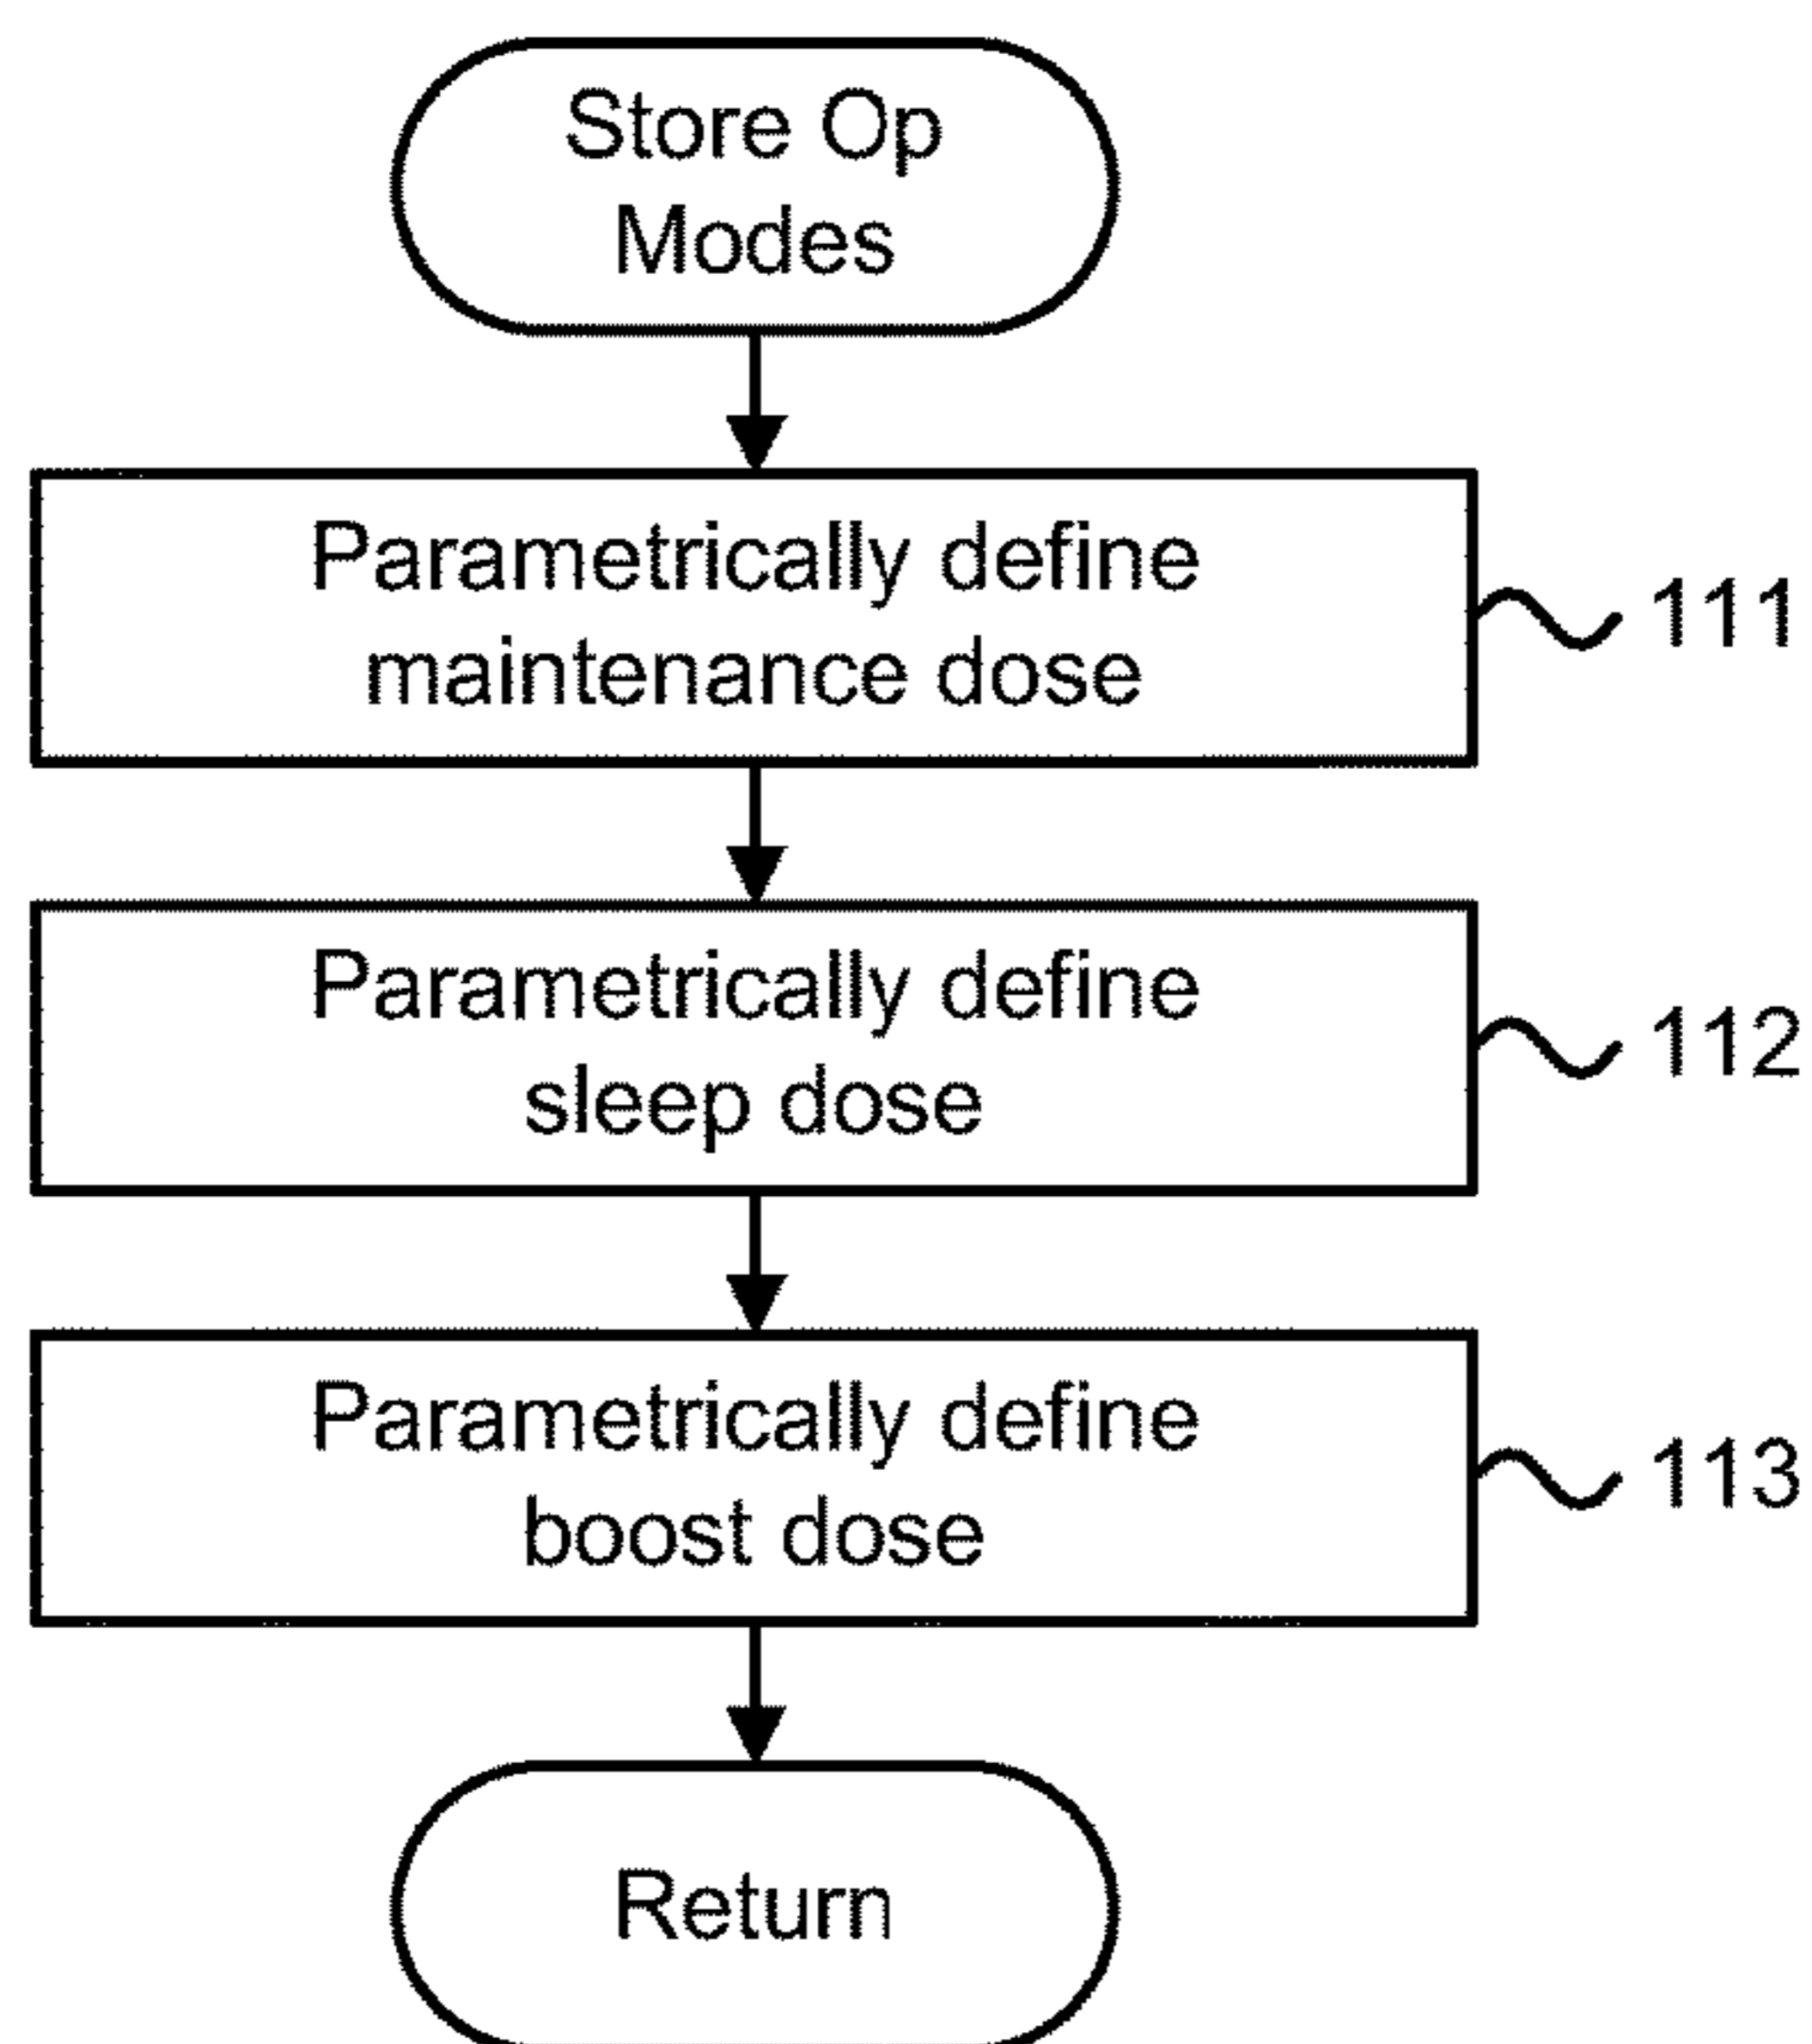 Store Op
Modes
Parametrically define
maintenance dose
111
Parametrically define
sleep dose
112
Parametrically define
boost dose
113
Return